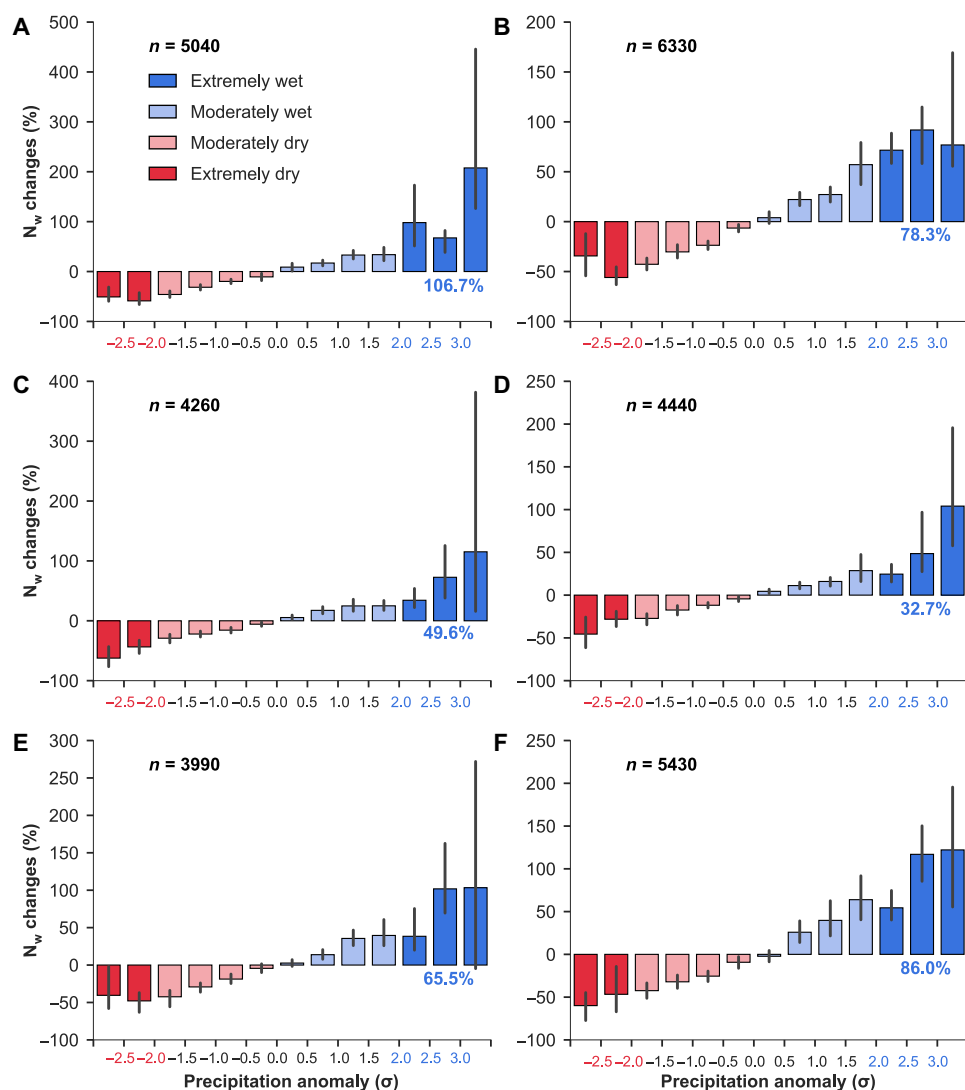 A
500
400
300
200
100
0
−100
N_w changes (%)
n = 5040
Extremely wet
Moderately wet
Moderately dry
Extremely dry
106.7%
−2.5 −2.0 −1.5 −1.0 −0.5 0.0 0.5 1.0 1.5 2.0 2.5 3.0
B
200
150
100
50
0
−50
−100
n = 6330
78.3%
−2.5 −2.0 −1.5 −1.0 −0.5 0.0 0.5 1.0 1.5 2.0 2.5 3.0
C
400
300
200
100
0
−100
N_w changes (%)
n = 4260
49.6%
−2.5 −2.0 −1.5 −1.0 −0.5 0.0 0.5 1.0 1.5 2.0 2.5 3.0
D
250
200
150
100
50
0
−50
−100
n = 4440
32.7%
−2.5 −2.0 −1.5 −1.0 −0.5 0.0 0.5 1.0 1.5 2.0 2.5 3.0
E
300
250
200
150
100
50
0
−50
−100
N_w changes (%)
n = 3990
65.5%
−2.5 −2.0 −1.5 −1.0 −0.5 0.0 0.5 1.0 1.5 2.0 2.5 3.0
Precipitation anomaly (σ)
F
250
200
150
100
50
0
−50
−100
n = 5430
86.0%
−2.5 −2.0 −1.5 −1.0 −0.5 0.0 0.5 1.0 1.5 2.0 2.5 3.0
Precipitation anomaly (σ)